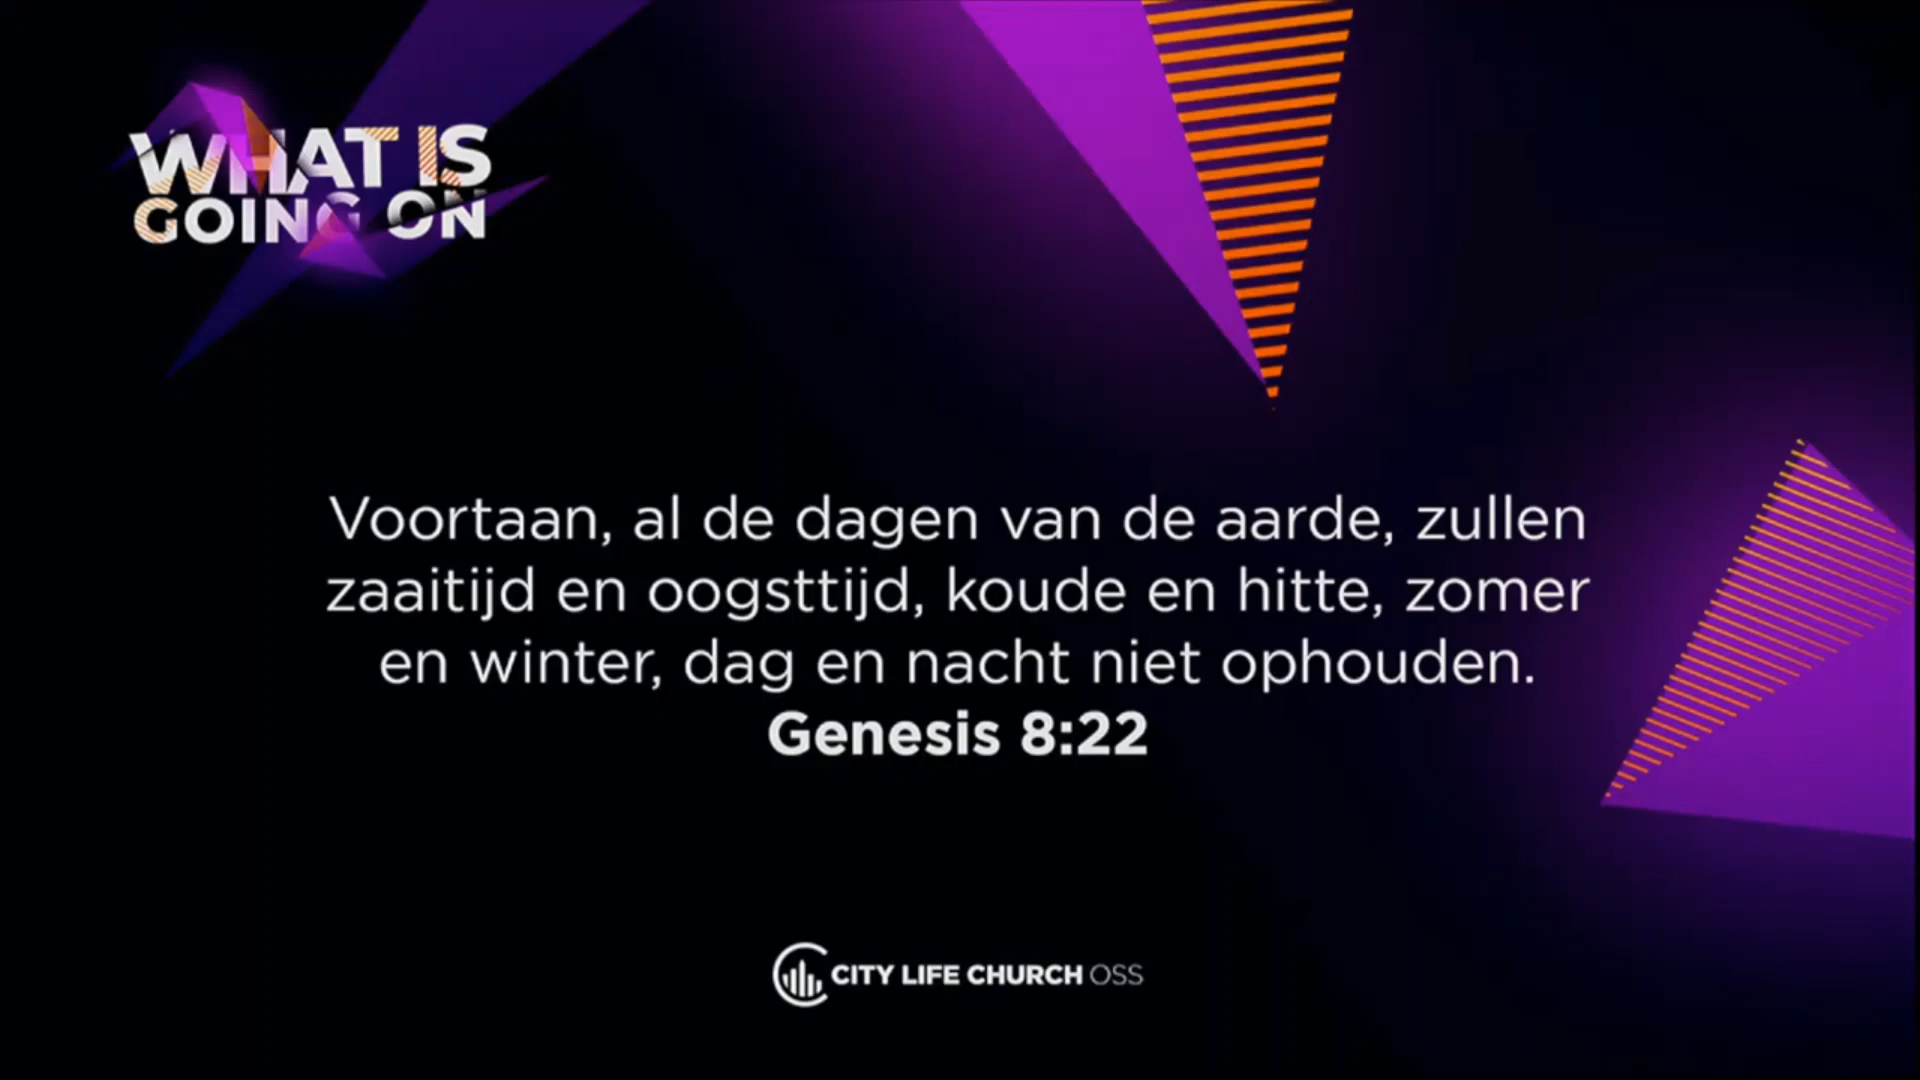 WHAT IS
GOING ON
Voortaan, al de dagen van de aarde, zullen
zaaitijd en oogsttijd, koude en hitte, zomer
en winter, dag en nacht niet ophouden.
Genesis 8:22
CITY LIFE CHURCH OSS